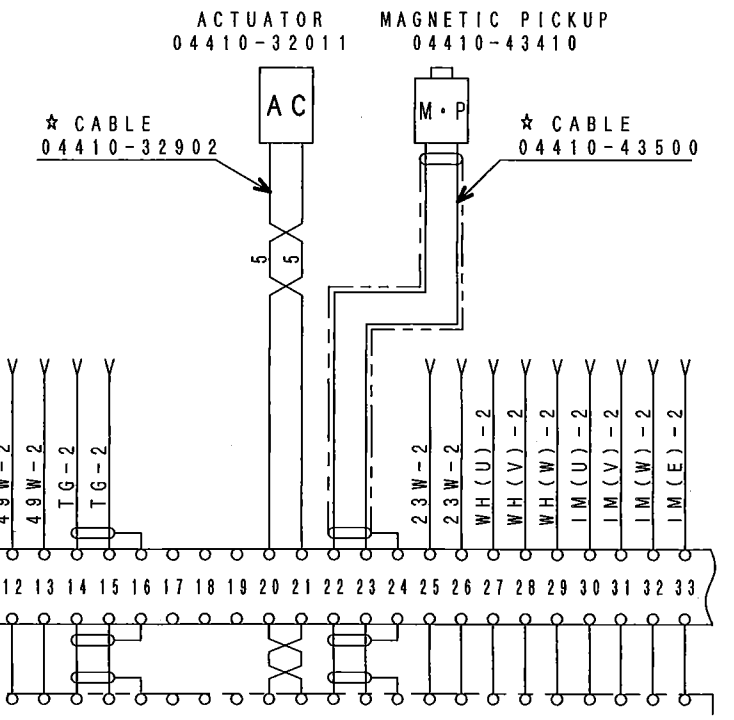 ACTUATOR
04410-32011
MAGNETIC PICKUP
04410-43410
AC
M·P
☆ CABLE
04410-32902
☆ CABLE
04410-43500
5 5
49W-2
49W-2
TG-2
TG-2
23W-2
23W-2
WH(U)-2
WH(V)-2
WH(W)-2
IM(U)-2
IM(V)-2
IM(W)-2
IM(E)-2
12 13 14 15 16 17 18 19 20 21 22 23 24 25 26 27 28 29 30 31 32 33